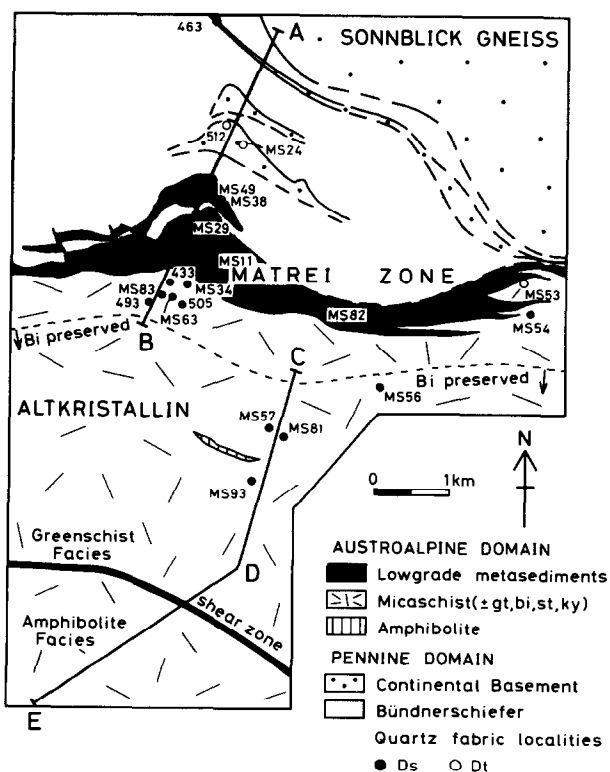 463
A
SONNBLICK GNEISS
512
MS24
MS49
MS38
MS29
MS11
MATREI ZONE
433
MS83
MS34
493
505
MS63
MS53
MS82
MS54
Bi preserved
B
C
Bi preserved
MS56
ALTKRISTALLIN
MS57
MS81
N
0 1km
MS93
Greenschist
Facies
D
shear zone
Amphibolite
Facies
E
AUSTROALPINE DOMAIN
Lowgrade metasediments
Micaschist(±gt,bi,st,ky)
Amphibolite
PENNINE DOMAIN
Continental Basement
Bündnerschiefer
Quartz fabric localities
Ds Dt